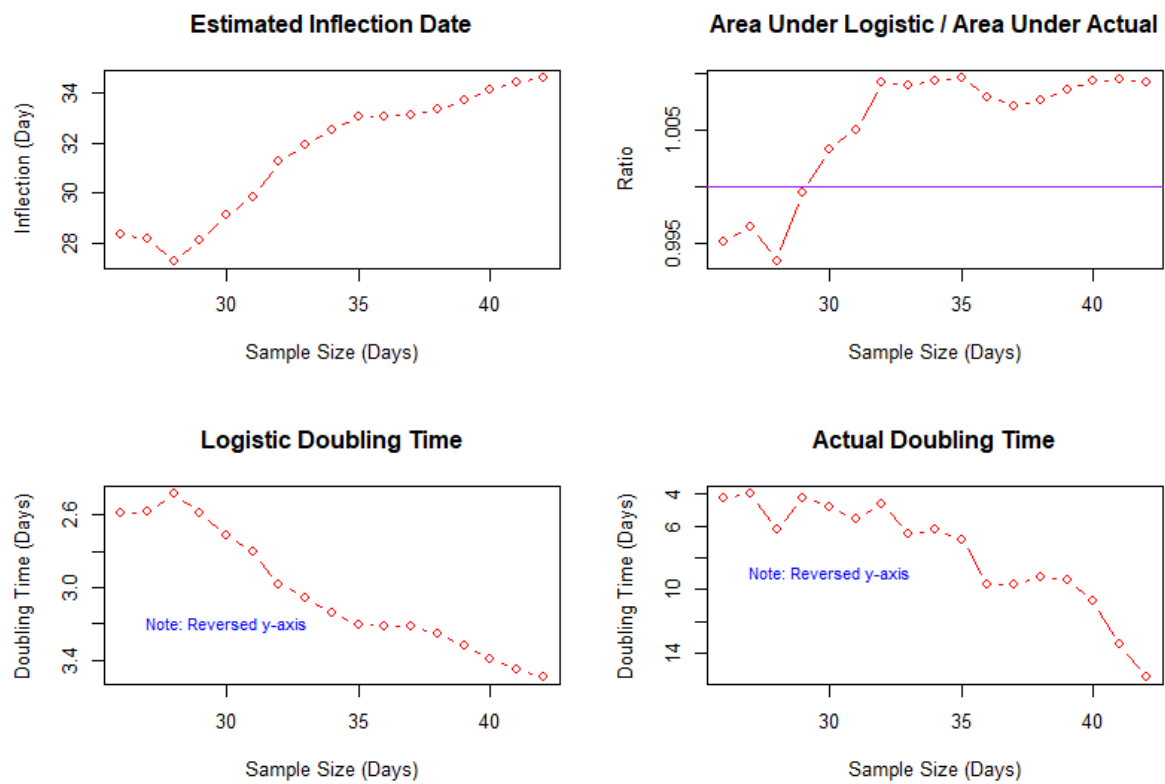 Estimated Inflection Date
Inflection (Day)
34
32
30
28
30 35 40
Sample Size (Days)
Area Under Logistic / Area Under Actual
Ratio
1.005
0.995
30 35 40
Sample Size (Days)
Logistic Doubling Time
Doubling Time (Days)
2.6
3.0
3.4
Note: Reversed y-axis
30 35 40
Sample Size (Days)
Actual Doubling Time
Doubling Time (Days)
4
6
10
14
Note: Reversed y-axis
30 35 40
Sample Size (Days)